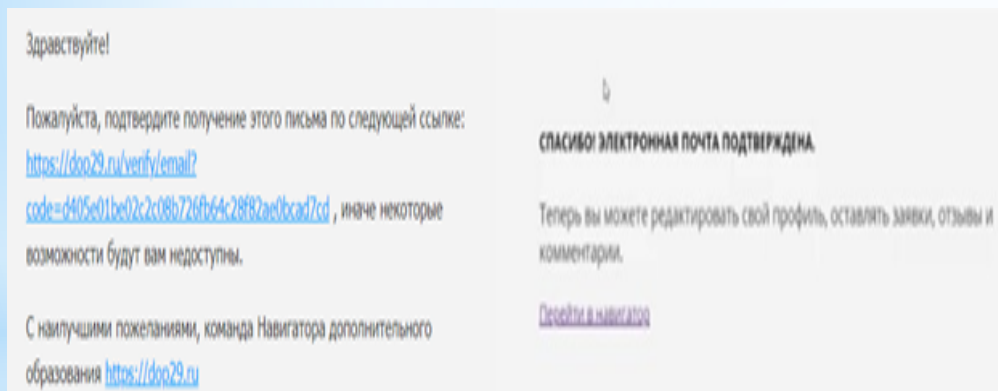 Здравствуйте!
Пожалуйста, подтвердите получение этого письма по следующей ссылке:
https://dop29.ru/verify/email?
code=d405e01be02c2c08b726fb64c28f82ae0bcad7cd , иначе некоторые
возможности будут вам недоступны.
С наилучшими пожеланиями, команда Навигатора дополнительного
образования https://dop29.ru
СПАСИБО! ЭЛЕКТРОННАЯ ПОЧТА ПОДТВЕРЖДЕНА.
Теперь вы можете редактировать свой профиль, оставлять заявки, отзывы и
комментарии.
Перейти в навигатор